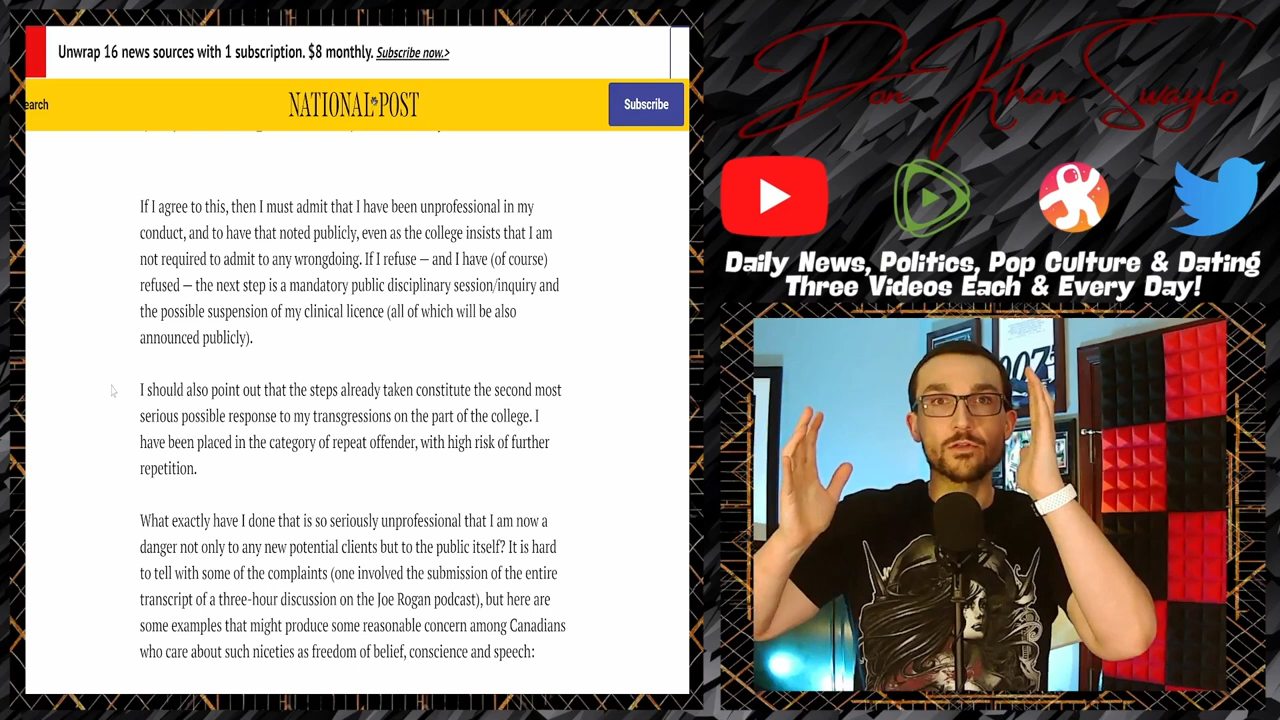 Unwrap 16 news sources with 1 subscription. $8 monthly. Subscribe now.>
earch
NATIONAL POST
Subscribe
If I agree to this, then I must admit that I have been unprofessional in my
conduct, and to have that noted publicly, even as the college insists that I am
not required to admit to any wrongdoing. If I refuse — and I have (of course)
refused — the next step is a mandatory public disciplinary session/inquiry and
the possible suspension of my clinical licence (all of which will be also
announced publicly).
I should also point out that the steps already taken constitute the second most
serious possible response to my transgressions on the part of the college. I
have been placed in the category of repeat offender, with high risk of further
repetition.
What exactly have I done that is so seriously unprofessional that I am now a
danger not only to any new potential clients but to the public itself? It is hard
to tell with some of the complaints (one involved the submission of the entire
transcript of a three-hour discussion on the Joe Rogan podcast), but here are
some examples that might produce some reasonable concern among Canadians
who care about such niceties as freedom of belief, conscience and speech:
Don Khan Swaylo
Daily News, Politics, Pop Culture & Dating
Three Videos Each & Every Day!
007